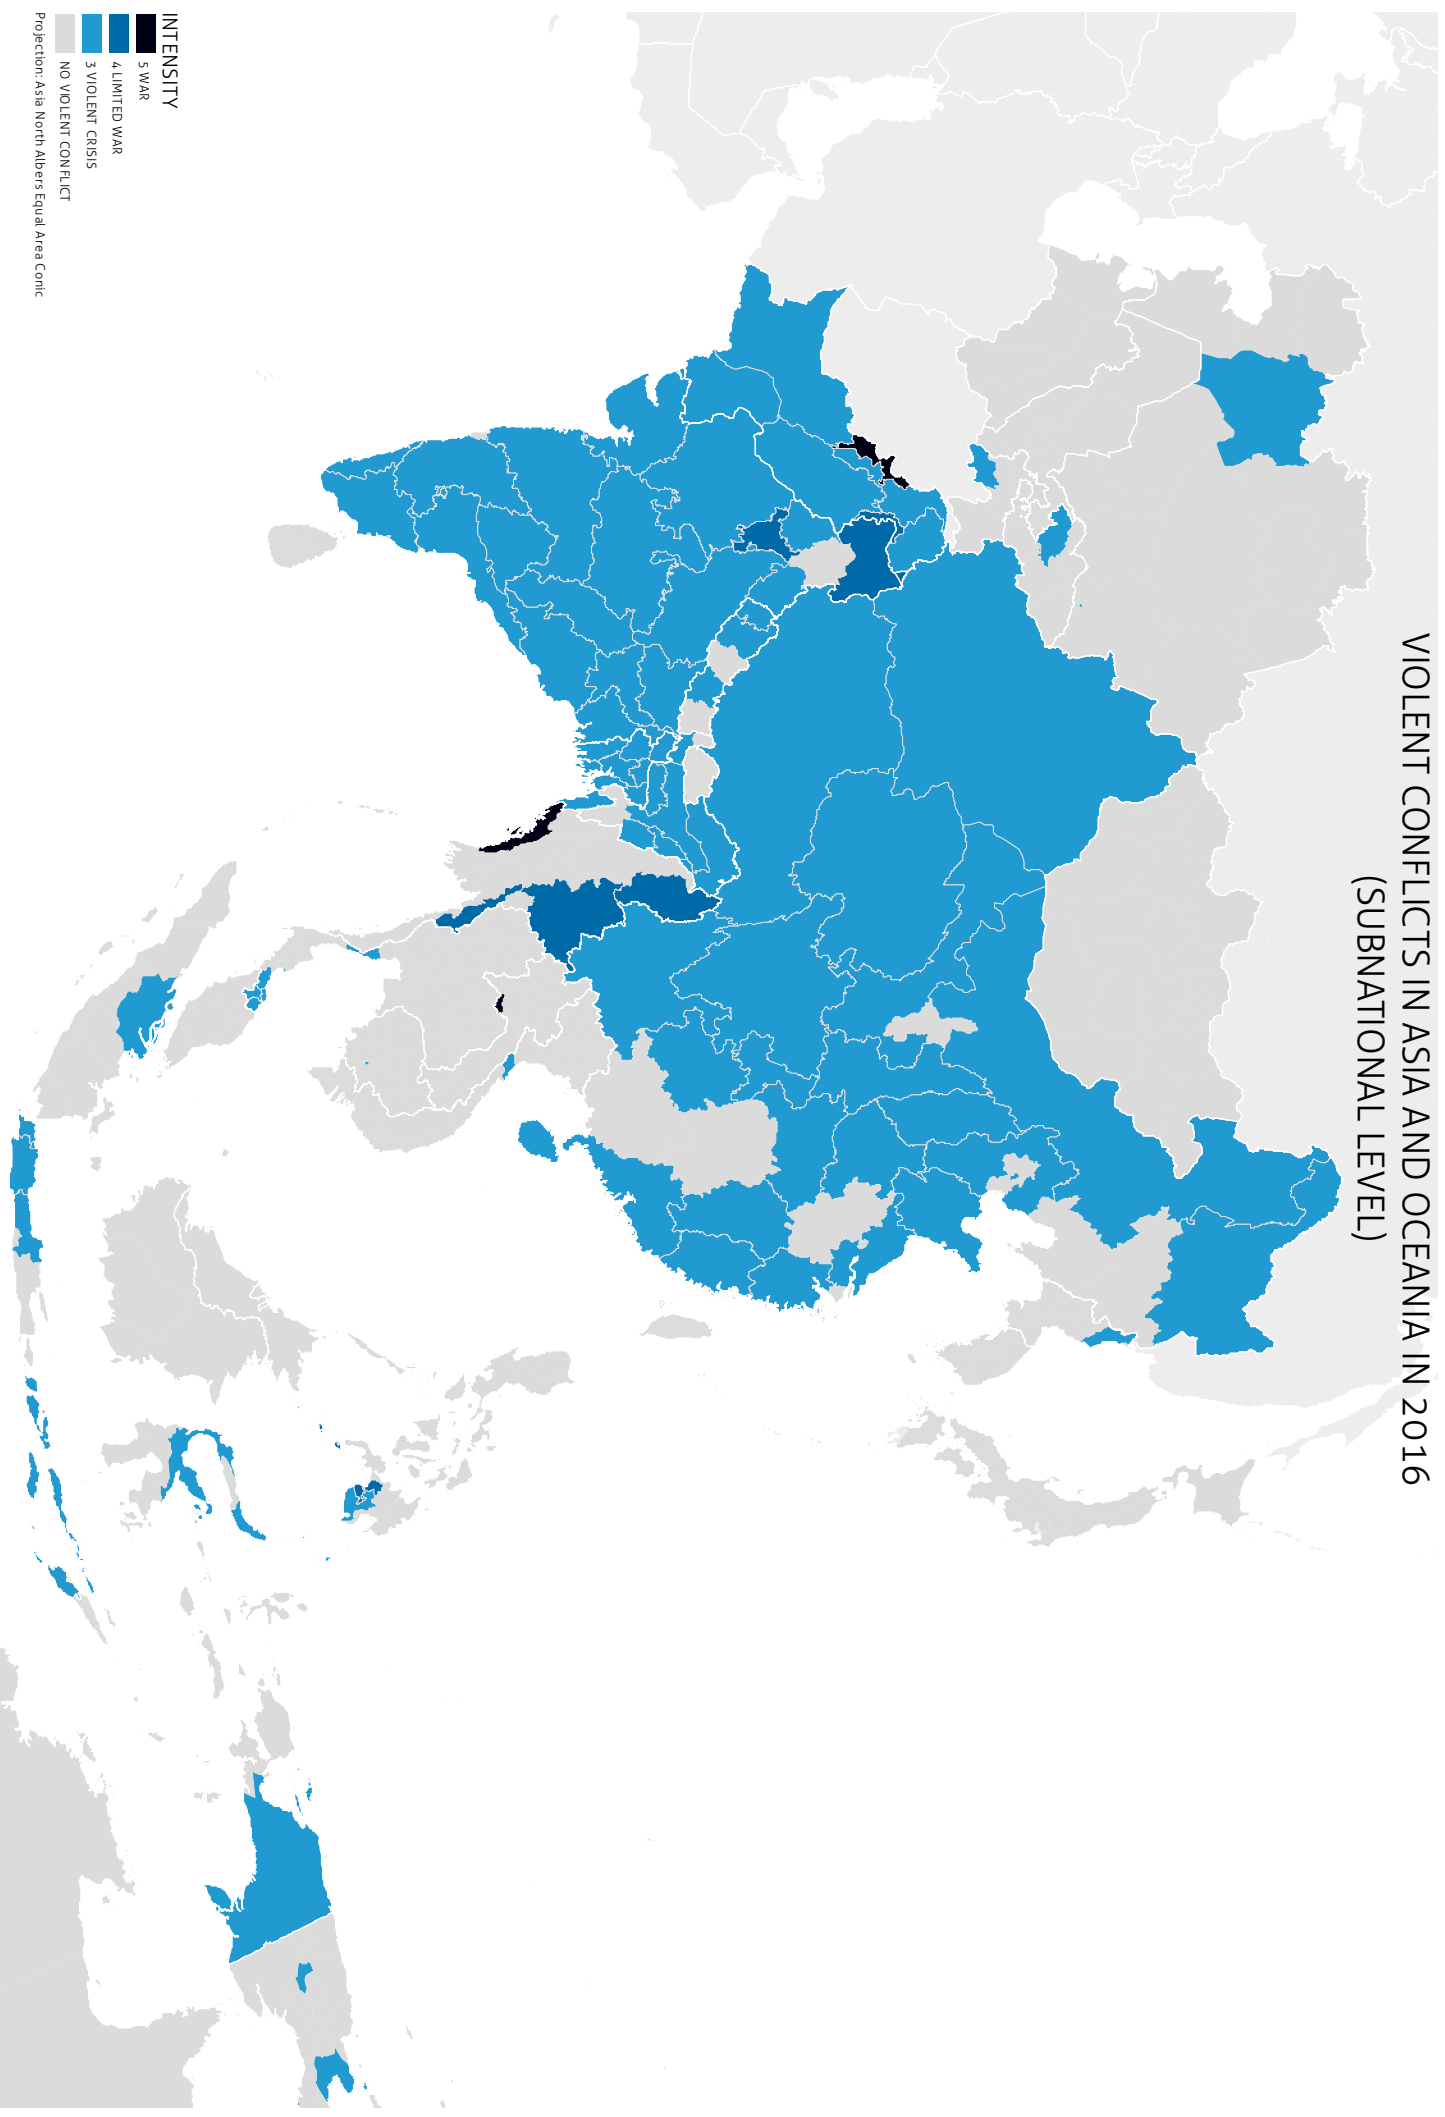 VIOLENT CONFLICTS IN ASIA AND OCEANIA IN 2016
(SUBNATIONAL LEVEL)
INTENSITY
5 WAR
4 LIMITED WAR
3 VIOLENT CRISIS
NO VIOLENT CONFLICT
Projection: Asia North Albers Equal Area Conic